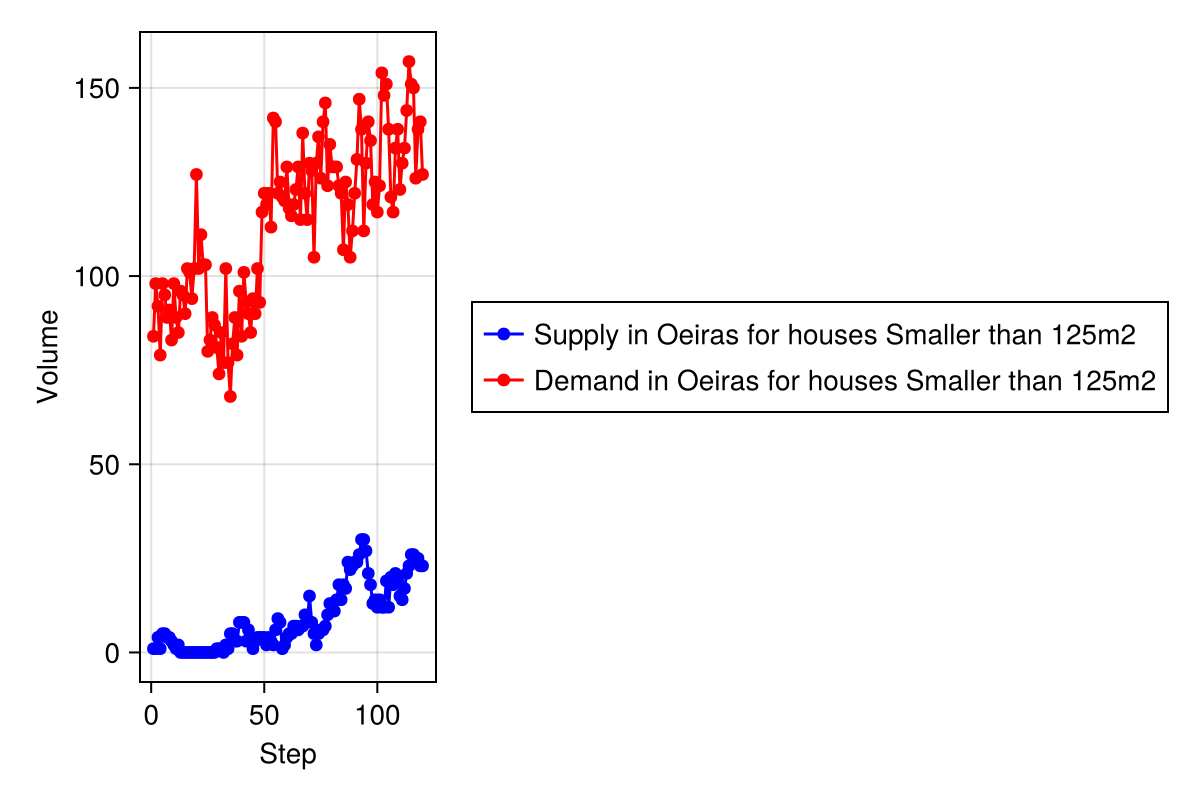 150
100
50
0
Volume
0 50 100
Step
Supply in Oeiras for houses Smaller than 125m2
Demand in Oeiras for houses Smaller than 125m2